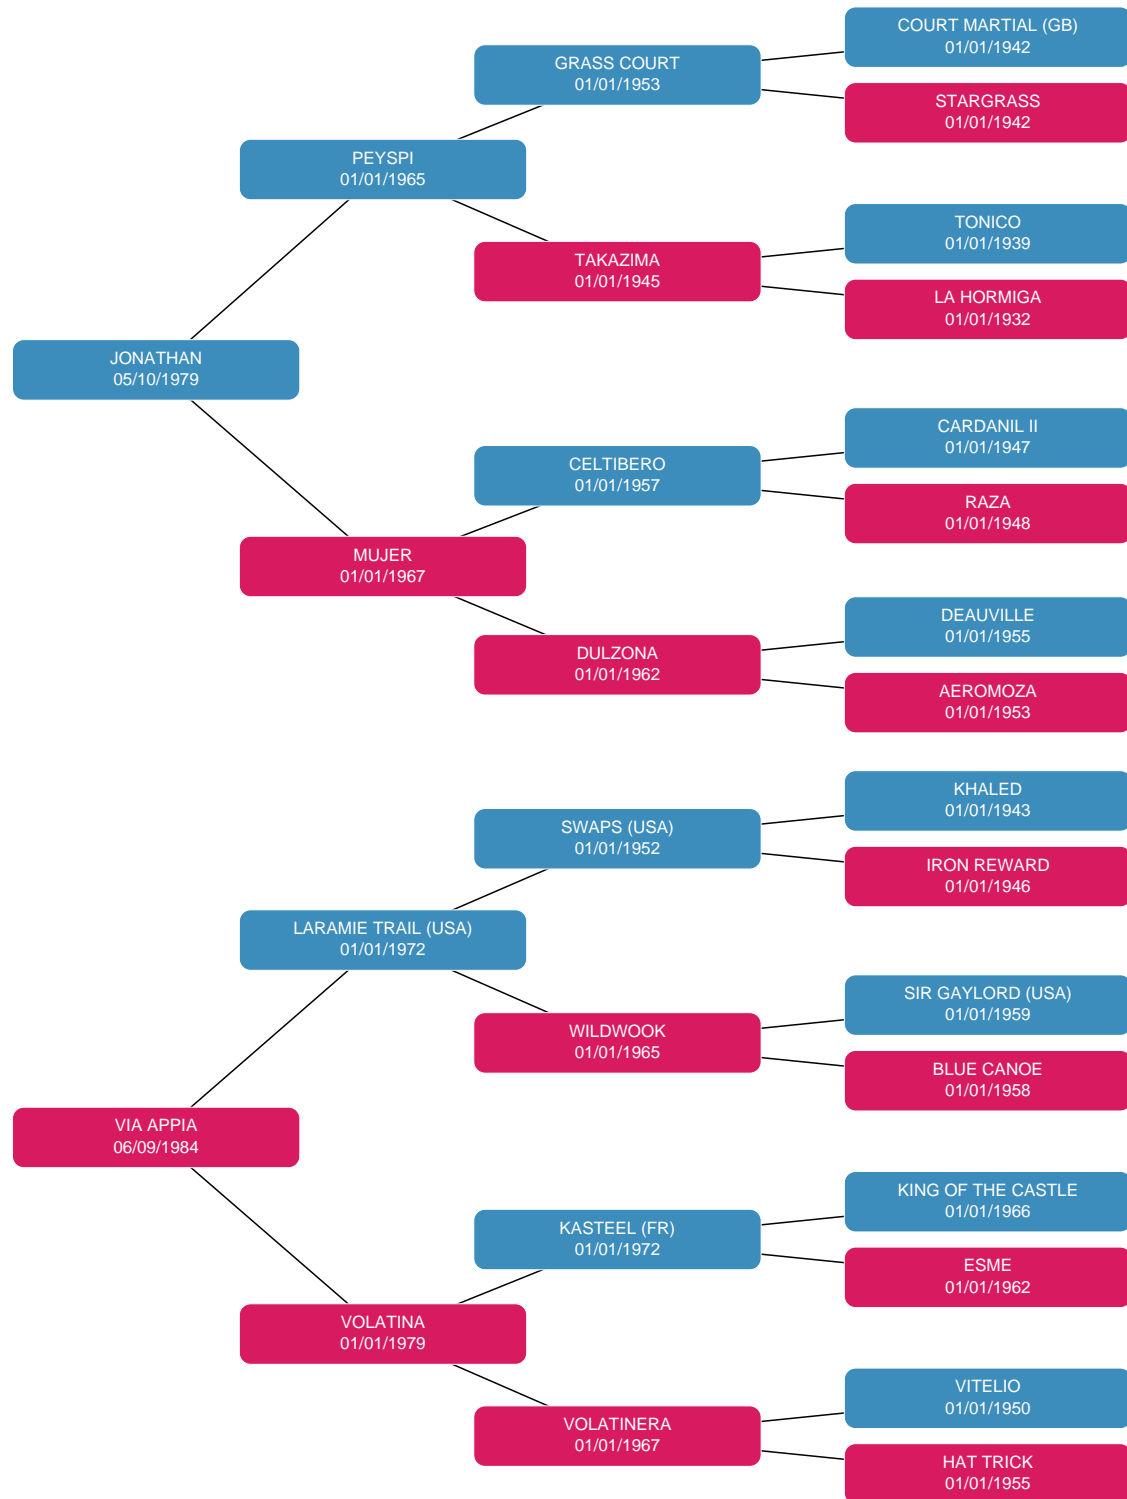 COURT MARTIAL (GB)
01/01/1942
GRASS COURT
01/01/1953
STARGRASS
01/01/1942
PEYSPI
01/01/1965
TONICO
01/01/1939
TAKAZIMA
01/01/1945
LA HORMIGA
01/01/1932
JONATHAN
05/10/1979
CARDANIL II
01/01/1947
CELTIBERO
01/01/1957
RAZA
01/01/1948
MUJER
01/01/1967
DEAUVILLE
01/01/1955
DULZONA
01/01/1962
AEROMOZA
01/01/1953
KHALED
01/01/1943
SWAPS (USA)
01/01/1952
IRON REWARD
01/01/1946
LARAMIE TRAIL (USA)
01/01/1972
SIR GAYLORD (USA)
01/01/1959
WILDWOOK
01/01/1965
BLUE CANOE
01/01/1958
VIA APPIA
06/09/1984
KING OF THE CASTLE
01/01/1966
KASTEEL (FR)
01/01/1972
ESME
01/01/1962
VOLATINA
01/01/1979
VITELIO
01/01/1950
VOLATINERA
01/01/1967
HAT TRICK
01/01/1955